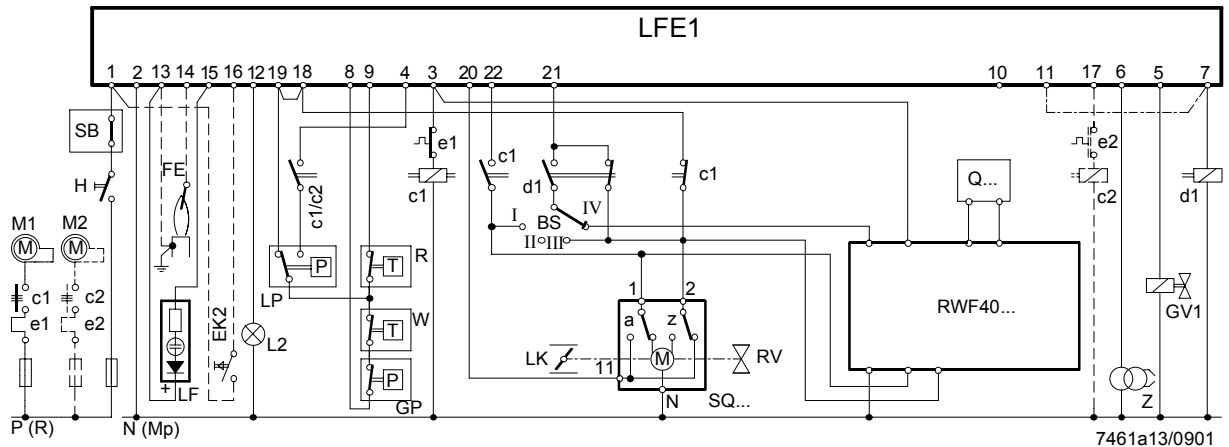 LFE1
1 2 13 14 15 16 12 19 18 8 9 4 3 20 22 21 10 11 17 6 5 7
SB
e1
e2
c1
c1
H
FE
c1/c2
c1
d1
Q...
c2
d1
IV
I
BS
II
III
M1
M2
M
M
P
T
R
LP
1
2
RWF40...
GV1
c1
c2
T
W
a
z
EK2
L2
LK
M
RV
e1
e2
11
P
+
LF
GP
N
SQ...
Z
P (R)
N (Mp)
7461a13/0901